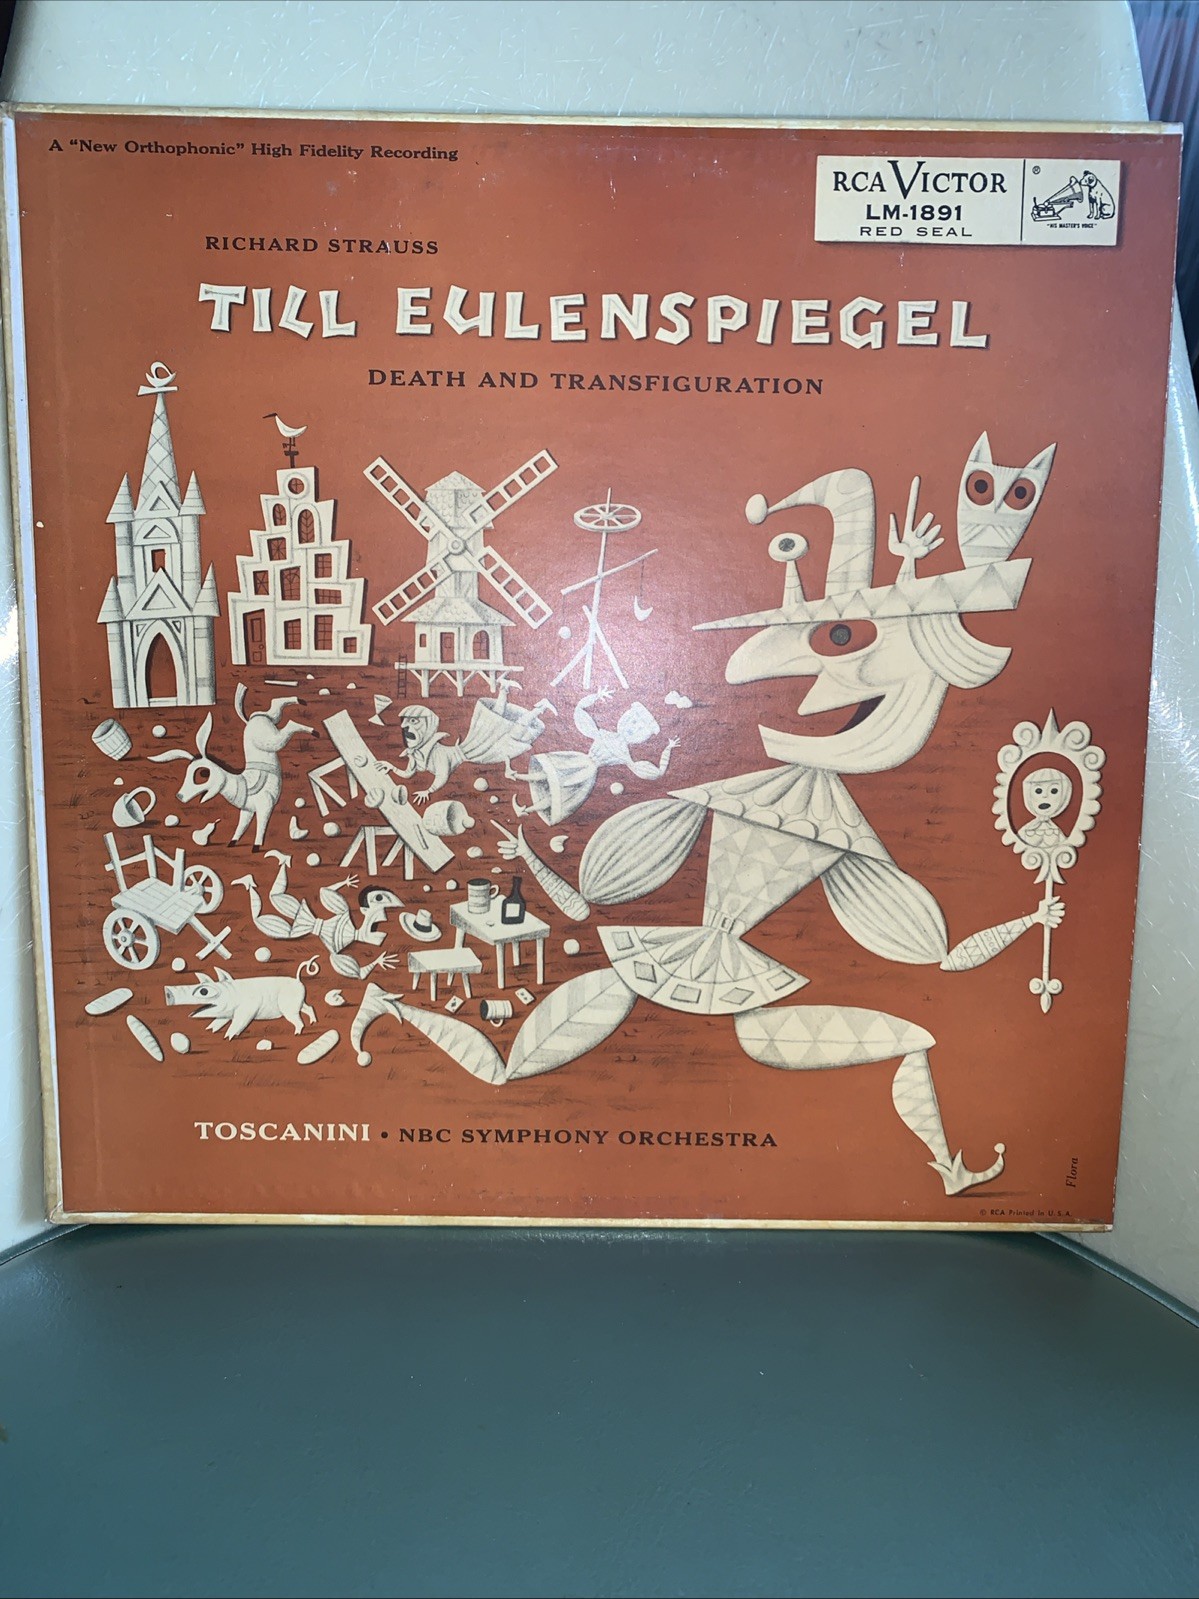 A "New Orthophonic" High Fidelity Recording
RCA VICTOR
LM-1891
RED SEAL
®
"HIS MASTER'S VOICE"
RICHARD STRAUSS
TILL EULENSPIEGEL
DEATH AND TRANSFIGURATION
TOSCANINI • NBC SYMPHONY ORCHESTRA
Flora
© RCA Printed in U. S. A.